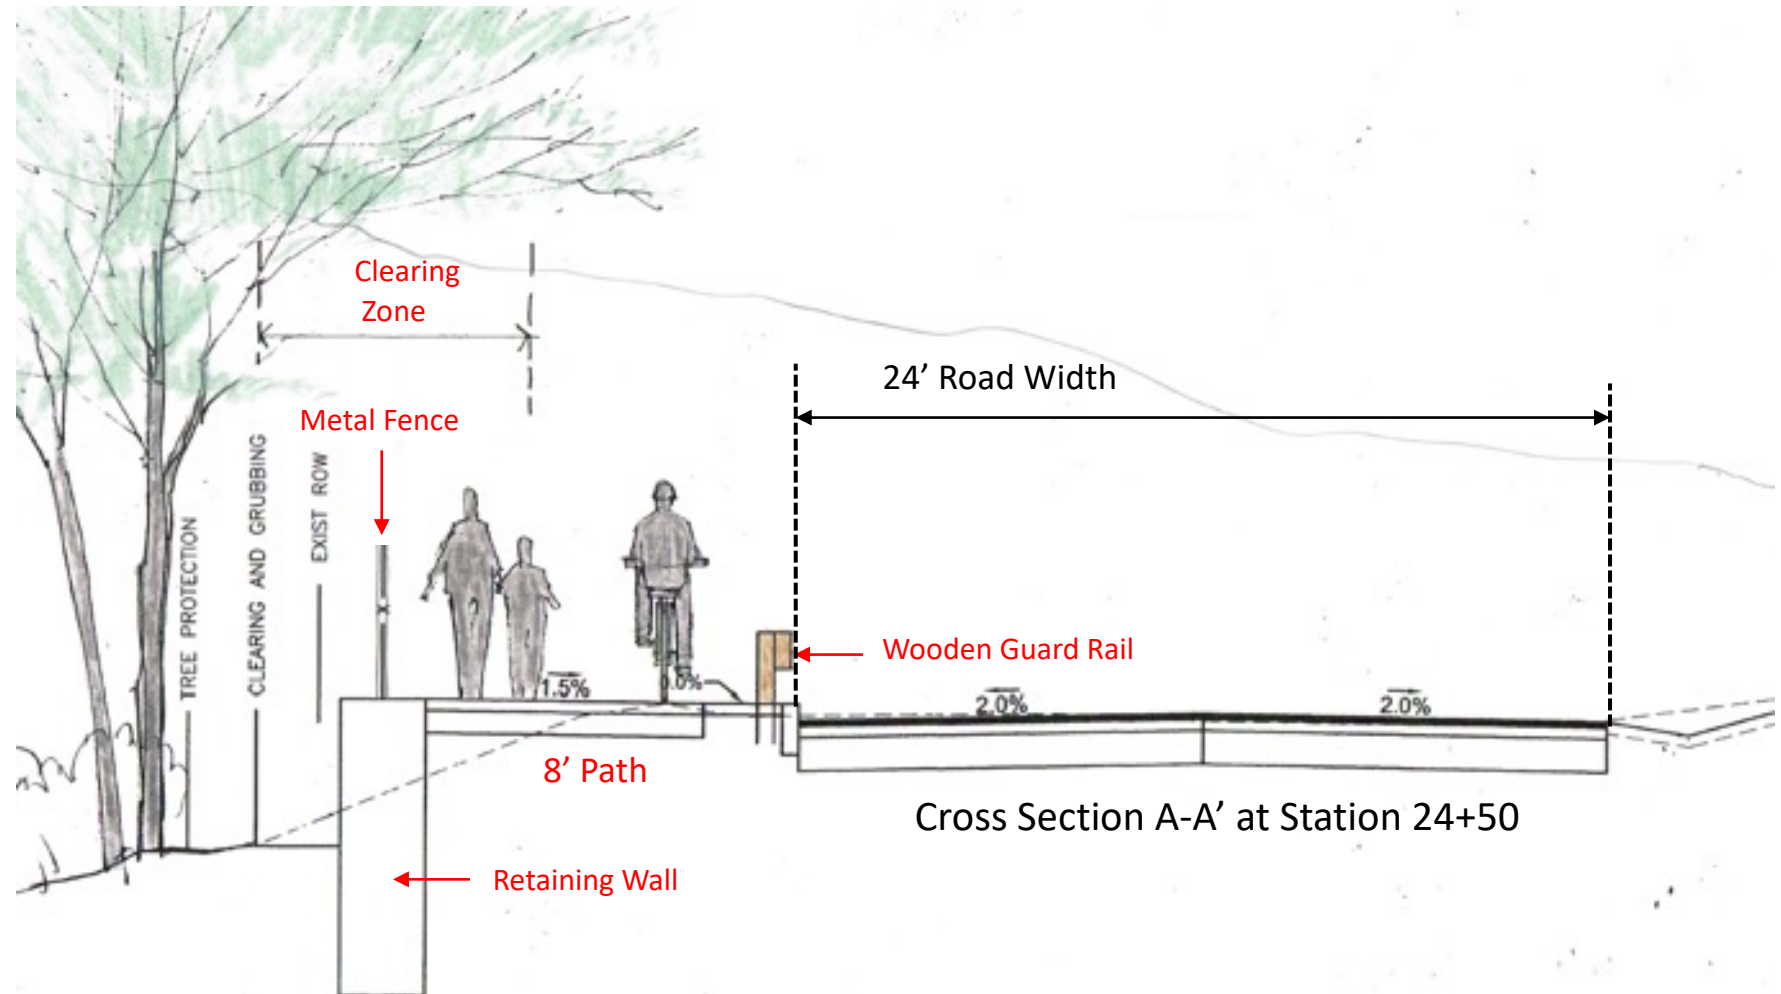 Clearing
Zone
24’ Road Width
Metal Fence
TREE PROTECTION
CLEARING AND GRUBBING
EXIST ROW
X
Wooden Guard Rail
1.5%
2.0%
2.0%
8’ Path
Cross Section A-A’ at Station 24+50
Retaining Wall